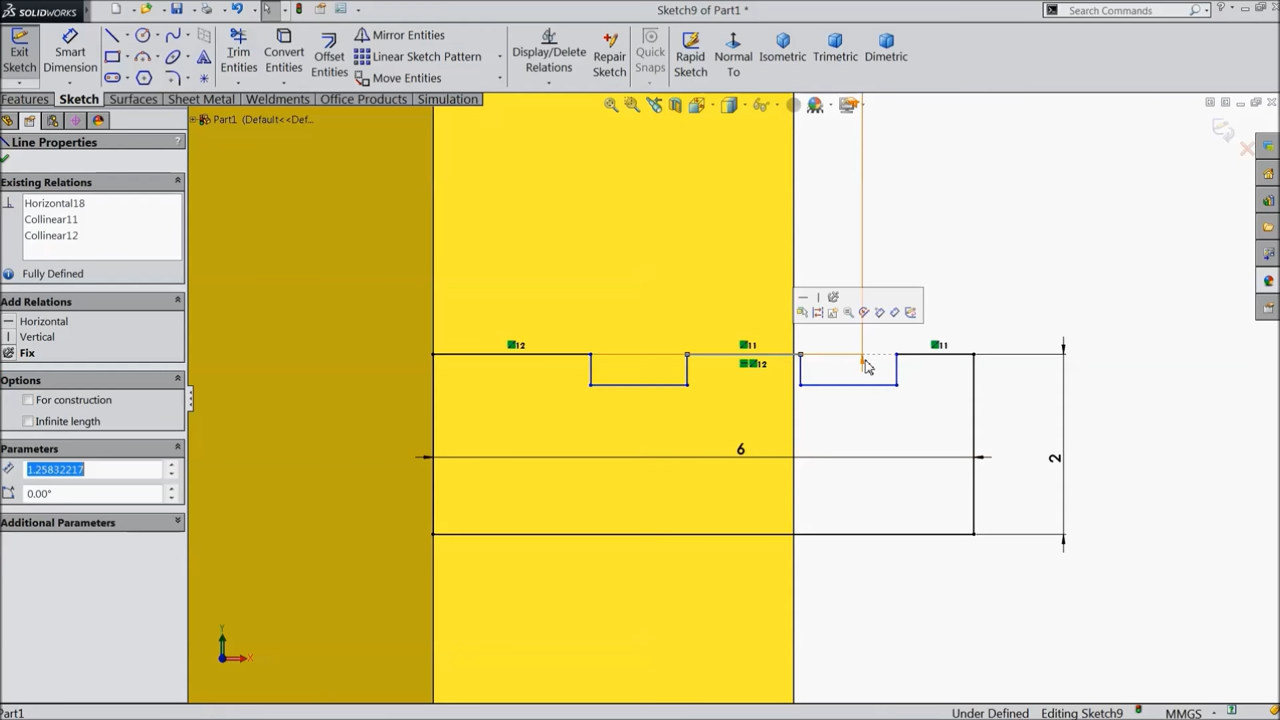 SOLIDWORKS
Sketch9 of Part1 *
Search Commands
Exit Sketch
Smart Dimension
Trim Entities
Convert Entities
Offset Entities
Mirror Entities
Linear Sketch Pattern
Move Entities
Display/Delete Relations
Repair Sketch
Quick Snaps
Rapid Sketch
Normal To
Isometric
Trimetric
Dimetric
Features
Sketch
Surfaces
Sheet Metal
Weldments
Office Products
Simulation
Part1 (Default<<Def...
Line Properties
?
Existing Relations
Horizontal18
Collinear11
Collinear12
Fully Defined
Add Relations
Horizontal
Vertical
Fix
Options
For construction
Infinite length
Parameters
1.25832217
0.00°
Additional Parameters
12
11
12
11
6
2
Y
X
Part1
Under Defined
Editing Sketch9
MMGS